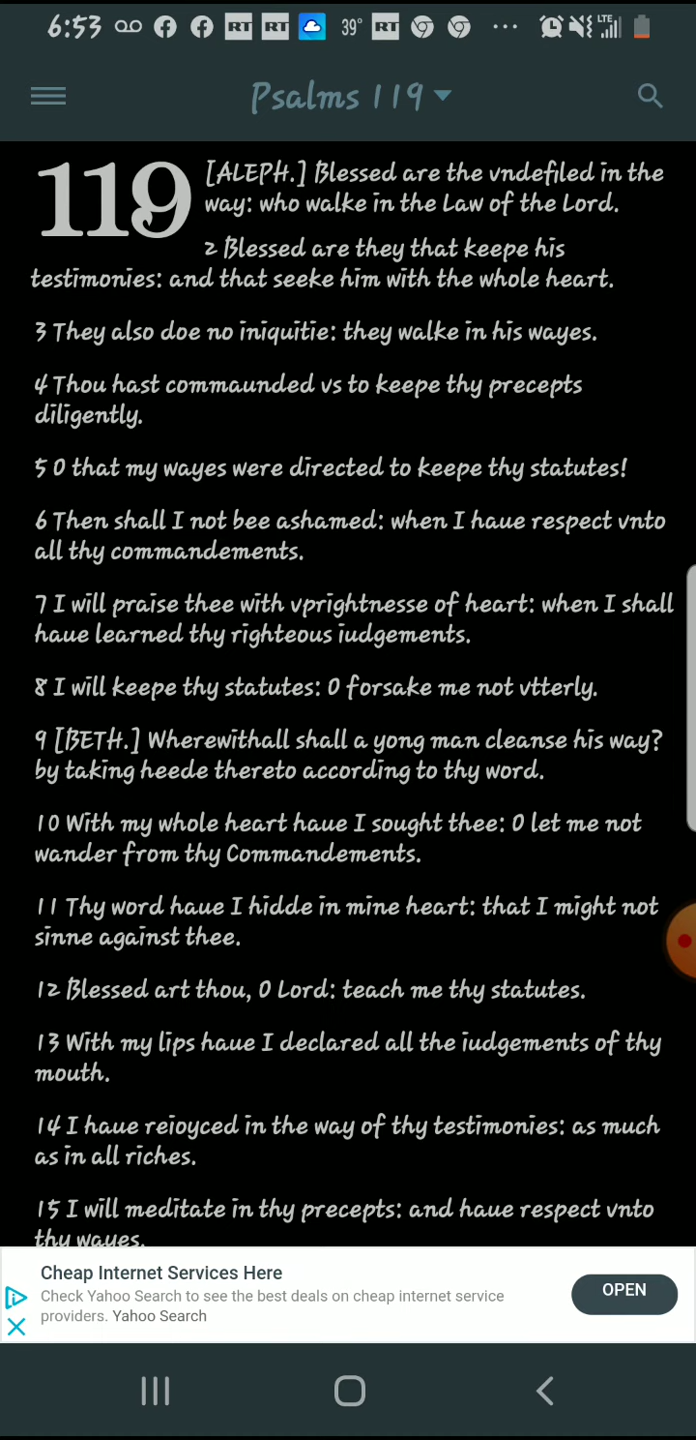 6:53 RT RT 39° RT ... LTE
Psalms 119
119 [ALEPH.] Blessed are the vndefiled in the
way: who walke in the Law of the Lord.
2 Blessed are they that keepe his
testimonies: and that seeke him with the whole heart.
3 They also doe no iniquitie: they walke in his wayes.
4 Thou hast commaunded vs to keepe thy precepts
diligently.
5 O that my wayes were directed to keepe thy statutes!
6 Then shall I not bee ashamed: when I haue respect vnto
all thy commandements.
7 I will praise thee with vprightnesse of heart: when I shall
haue learned thy righteous iudgements.
8 I will keepe thy statutes: O forsake me not vtterly.
9 [BETH.] Wherewithall shall a yong man cleanse his way?
by taking heede thereto according to thy word.
10 With my whole heart haue I sought thee: O let me not
wander from thy Commandements.
11 Thy word haue I hidde in mine heart: that I might not
sinne against thee.
12 Blessed art thou, O Lord: teach me thy statutes.
13 With my lips haue I declared all the iudgements of thy
mouth.
14 I haue reioyced in the way of thy testimonies: as much
as in all riches.
15 I will meditate in thy precepts: and haue respect vnto
thy wayes.
Cheap Internet Services Here
Check Yahoo Search to see the best deals on cheap internet service
providers. Yahoo Search
OPEN